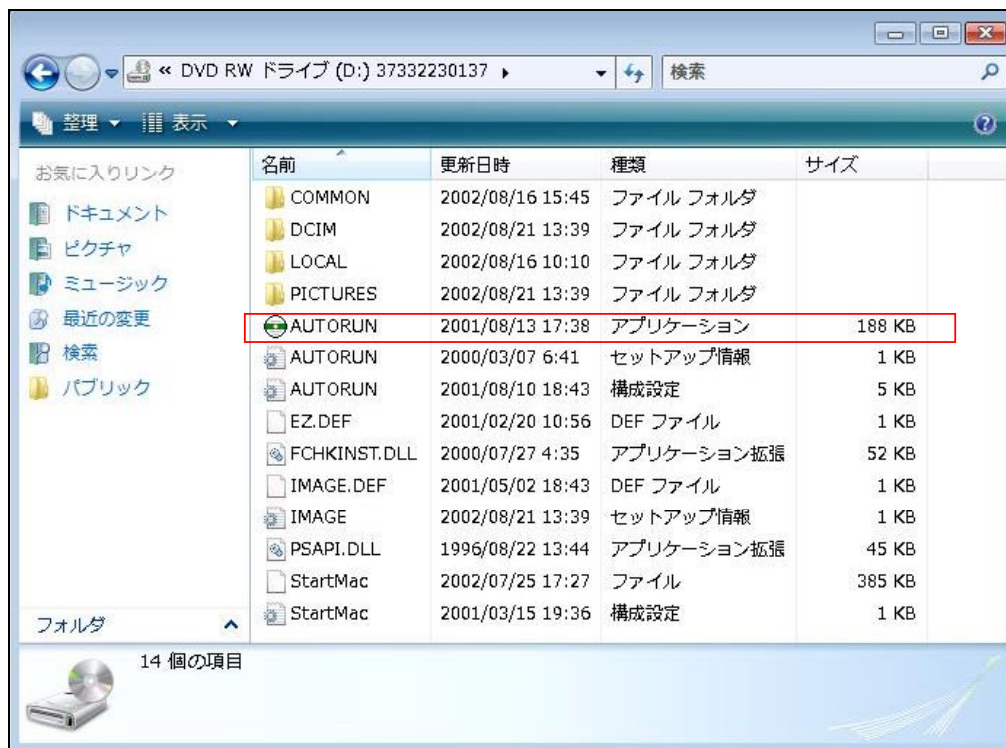 « DVD RW ドライブ (D:) 37332230137
検索
整理 表示
お気に入りリンク
ドキュメント
ピクチャ
ミュージック
最近の変更
検索
パブリック
フォルダ
名前 更新日時 種類 サイズ
COMMON 2002/08/16 15:45 ファイル フォルダ
DCIM 2002/08/21 13:39 ファイル フォルダ
LOCAL 2002/08/16 10:10 ファイル フォルダ
PICTURES 2002/08/21 13:39 ファイル フォルダ
AUTORUN 2001/08/13 17:38 アプリケーション 188 KB
AUTORUN 2000/03/07 6:41 セットアップ情報 1 KB
AUTORUN 2001/08/10 18:43 構成設定 5 KB
EZ.DEF 2001/02/20 10:56 DEF ファイル 1 KB
FCHKINST.DLL 2000/07/27 4:35 アプリケーション拡張 52 KB
IMAGE.DEF 2001/05/02 18:43 DEF ファイル 1 KB
IMAGE 2002/08/21 13:39 セットアップ情報 1 KB
PSAPI.DLL 1996/08/22 13:44 アプリケーション拡張 45 KB
StartMac 2002/07/25 17:27 ファイル 385 KB
StartMac 2001/03/15 19:36 構成設定 1 KB
14 個の項目